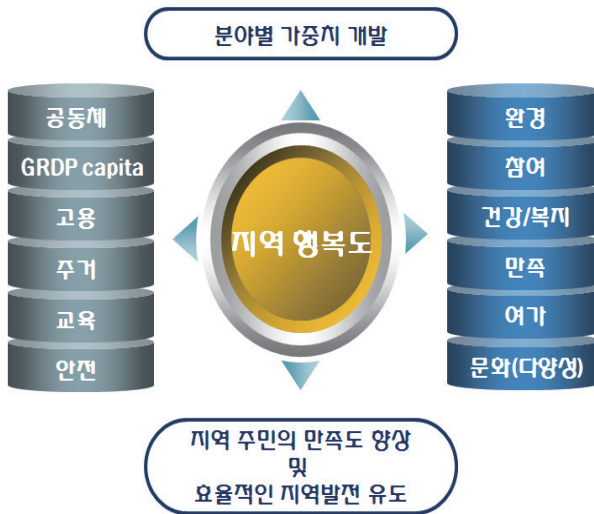 분야별 가중치 개발
공동체
GRDP capita
고용
주거
교육
안전
지역 행복도
환경
참여
건강/복지
만족
여가
문화(다양성)
지역 주민의 만족도 향상
및
효율적인 지역발전 유도